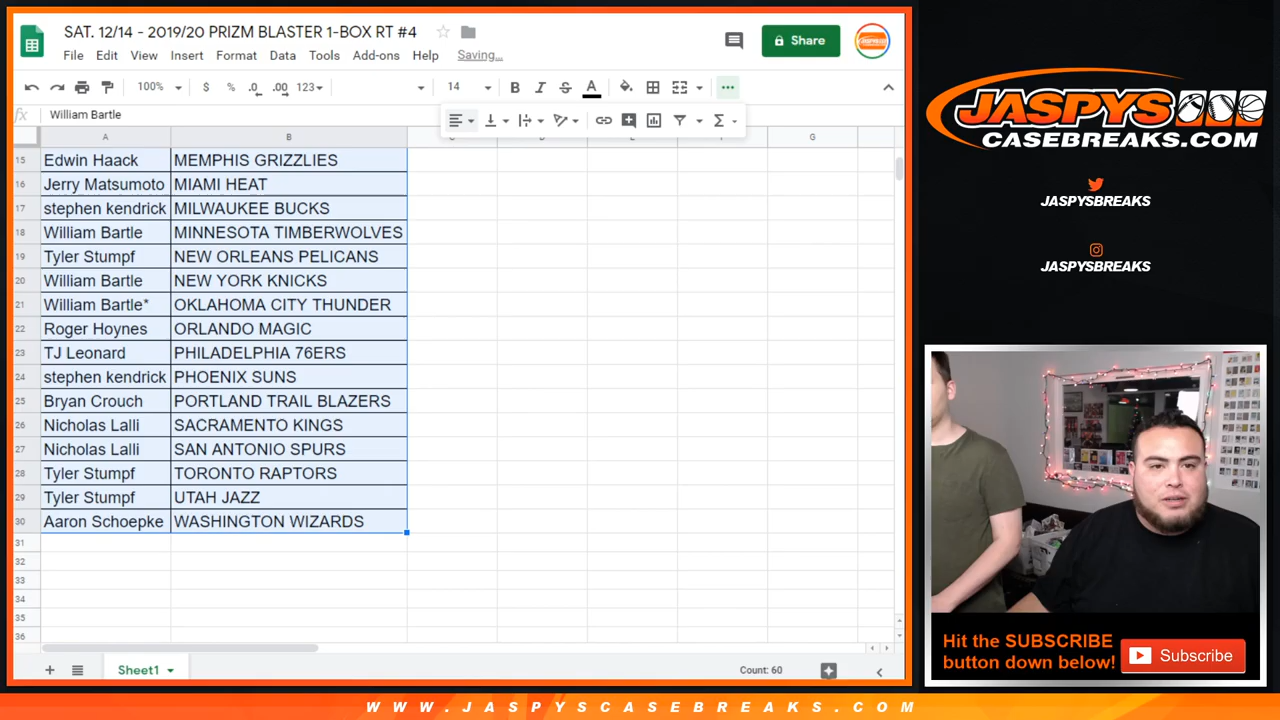 SAT. 12/14 - 2019/20 PRIZM BLASTER 1-BOX RT #4
Share
File Edit View Insert Format Data Tools Add-ons Help Saving...
100% $ % .0 .00 123 14 B I S A
fx William Bartle
A B G
15 Edwin Haack MEMPHIS GRIZZLIES
16 Jerry Matsumoto MIAMI HEAT
17 stephen kendrick MILWAUKEE BUCKS
18 William Bartle MINNESOTA TIMBERWOLVES
19 Tyler Stumpf NEW ORLEANS PELICANS
20 William Bartle NEW YORK KNICKS
21 William Bartle* OKLAHOMA CITY THUNDER
22 Roger Hoynes ORLANDO MAGIC
23 TJ Leonard PHILADELPHIA 76ERS
24 stephen kendrick PHOENIX SUNS
25 Bryan Crouch PORTLAND TRAIL BLAZERS
26 Nicholas Lalli SACRAMENTO KINGS
27 Nicholas Lalli SAN ANTONIO SPURS
28 Tyler Stumpf TORONTO RAPTORS
29 Tyler Stumpf UTAH JAZZ
30 Aaron Schoepke WASHINGTON WIZARDS
31
32
33
34
35
36
Sheet1
Count: 60
JASPYS
CASEBREAKS.COM
JASPYSBREAKS
JASPYSBREAKS
Hit the SUBSCRIBE
button down below!
Subscribe
WWW.JASPYSCASEBREAKS.COM